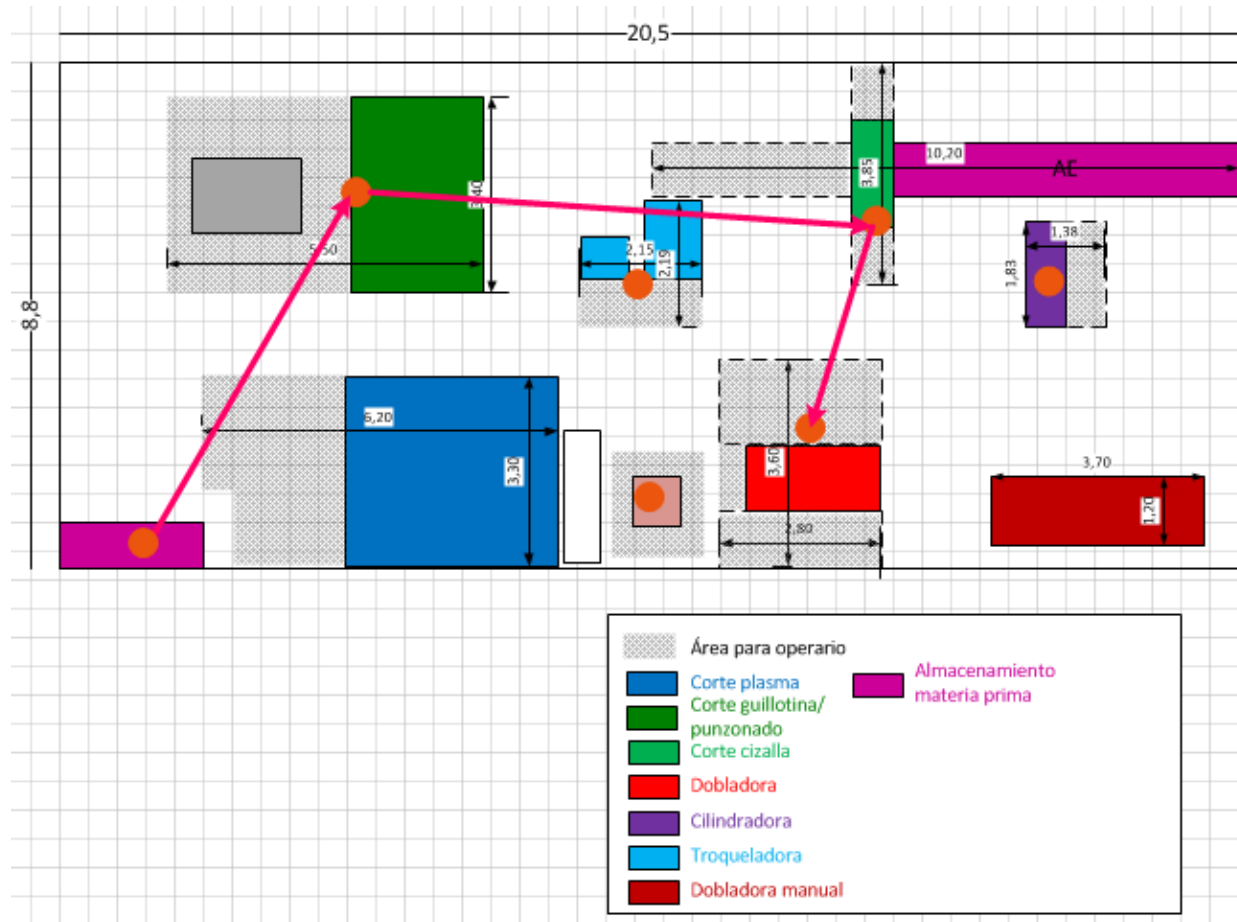 20,5
8,8
10,20
AE
3,85
3,40
5,50
2,15
2,19
1,38
1,83
6,20
3,30
3,60
2,80
3,70
1,20
Área para operario
Corte plasma
Corte guillotina/
punzonado
Corte cizalla
Dobladora
Cilindradora
Troqueladora
Dobladora manual
Almacenamiento
materia prima